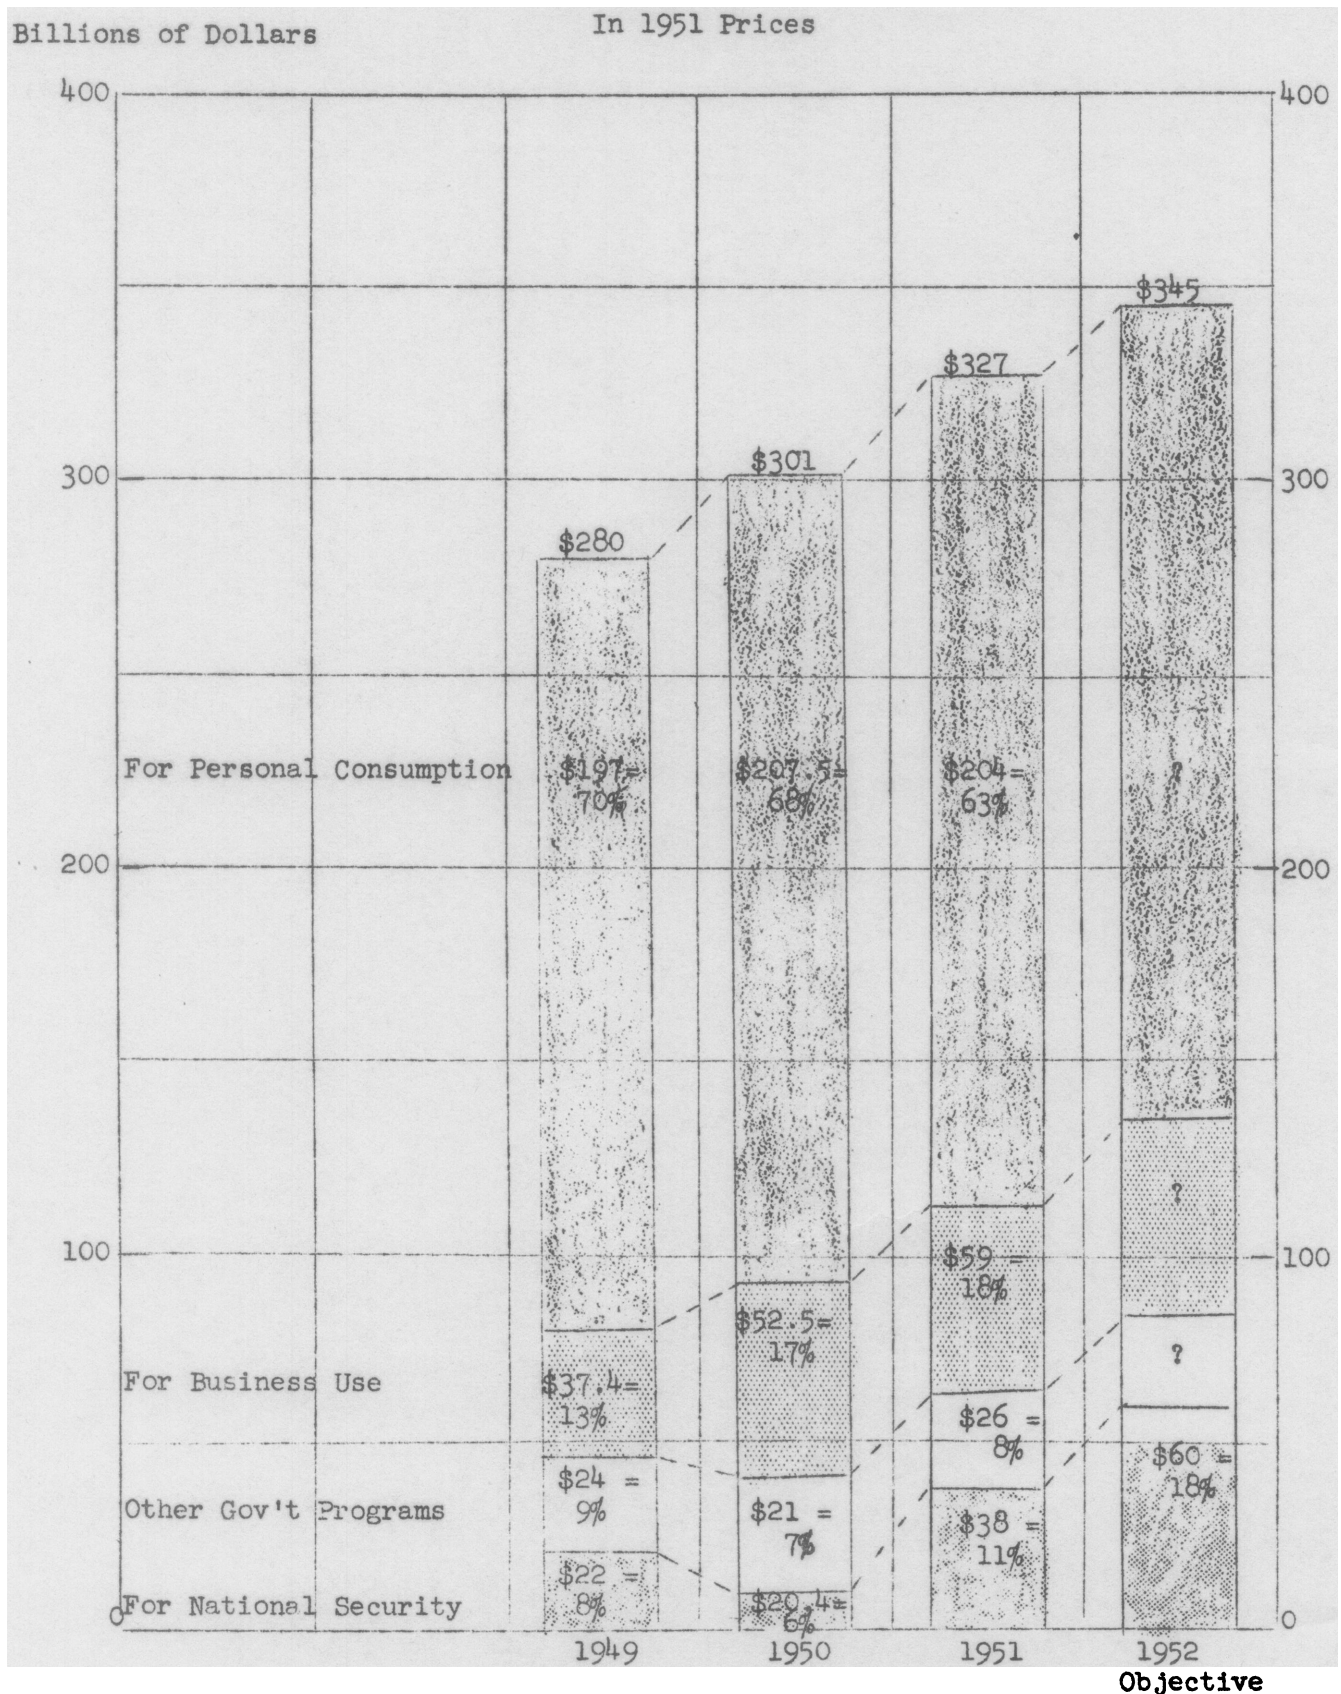 In 1951 Prices
Billions of Dollars
400 400
$345
$327
$301
300 300
$280
For Personal Consumption $197= $207.5= $204= ?
70% 68% 63%
200 200
?
100 $59 = 100
18%
$52.5=
17%
?
For Business Use $37.4=
13%
$26 =
8%
$60 =
18%
$24 =
9%
Other Gov't Programs $21 =
7%
$38 =
11%
$22 =
8%
For National Security $20.4=
6%
0 0
1949 1950 1951 1952
Objective